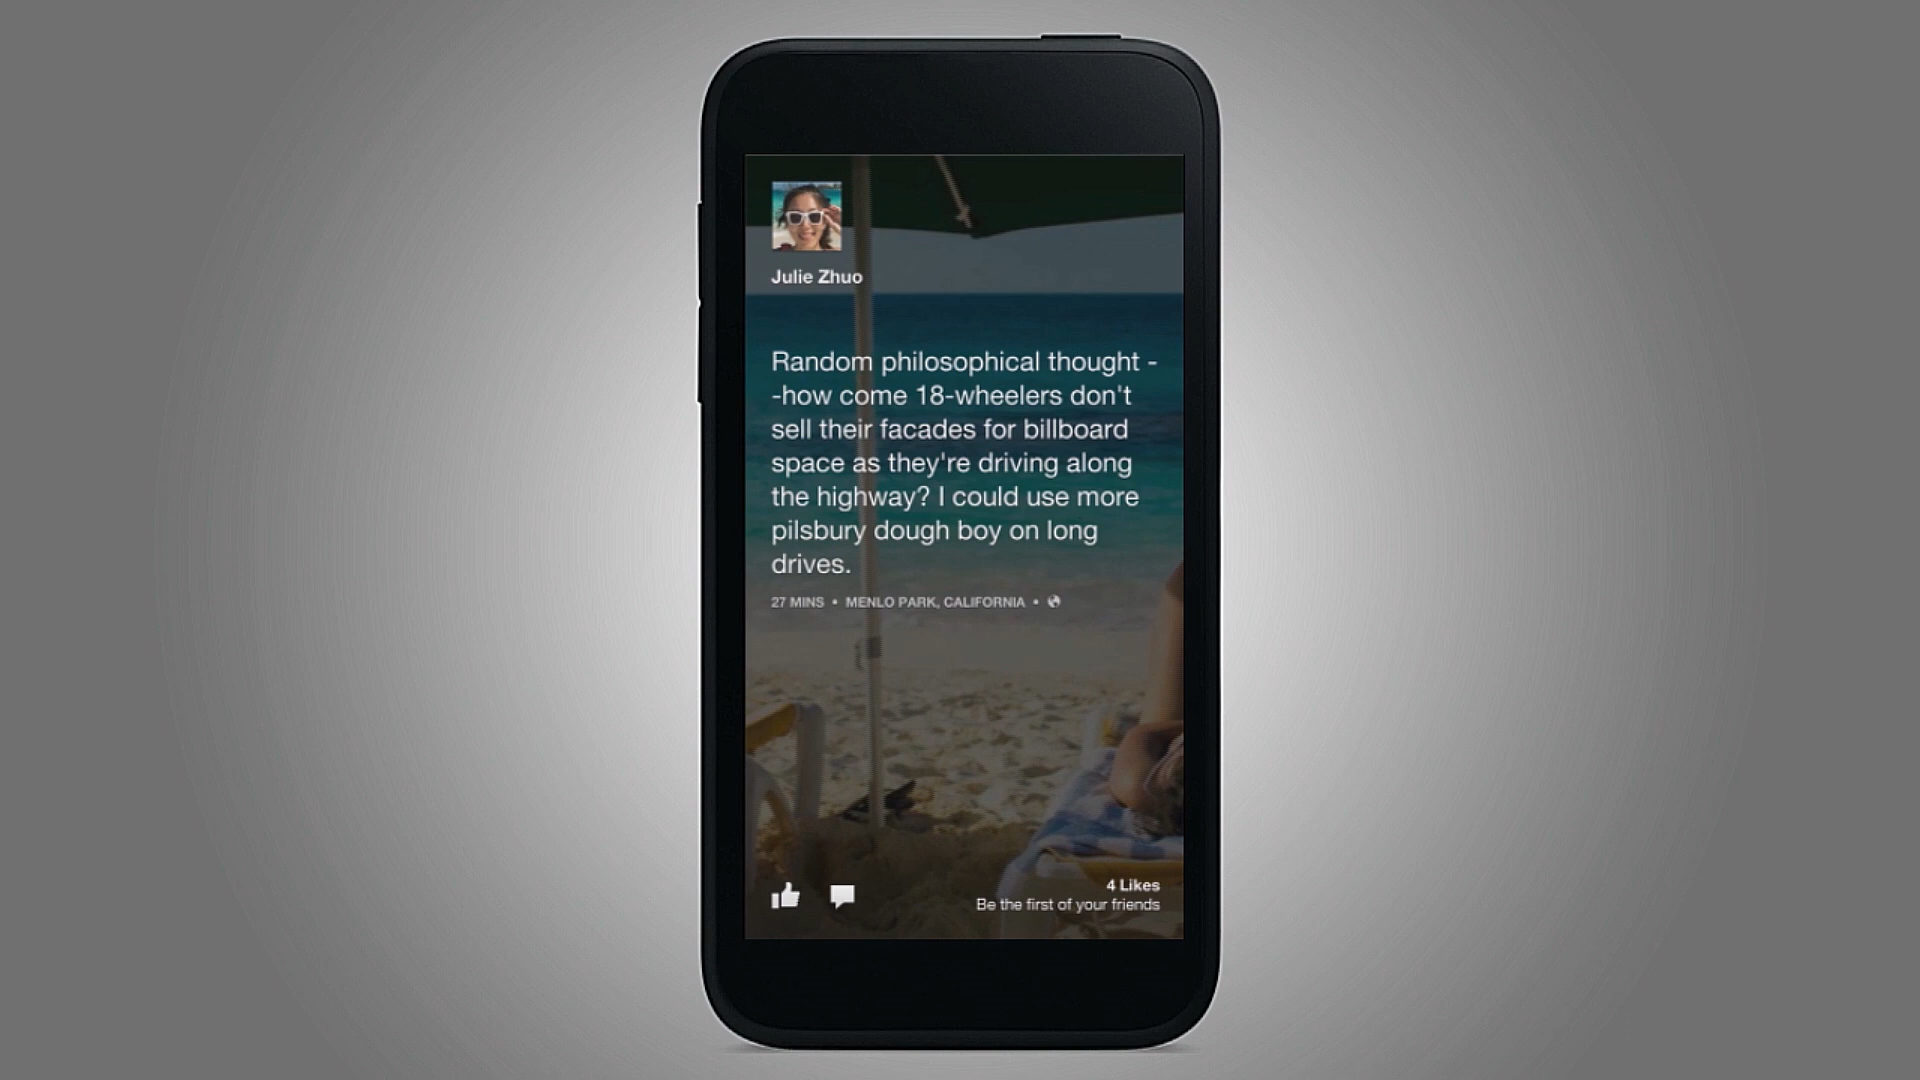 Julie Zhuo
Random philosophical thought -
-how come 18-wheelers don't
sell their facades for billboard
space as they're driving along
the highway? I could use more
pilsbury dough boy on long
drives.
27 MINS • MENLO PARK, CALIFORNIA •
4 Likes
Be the first of your friends